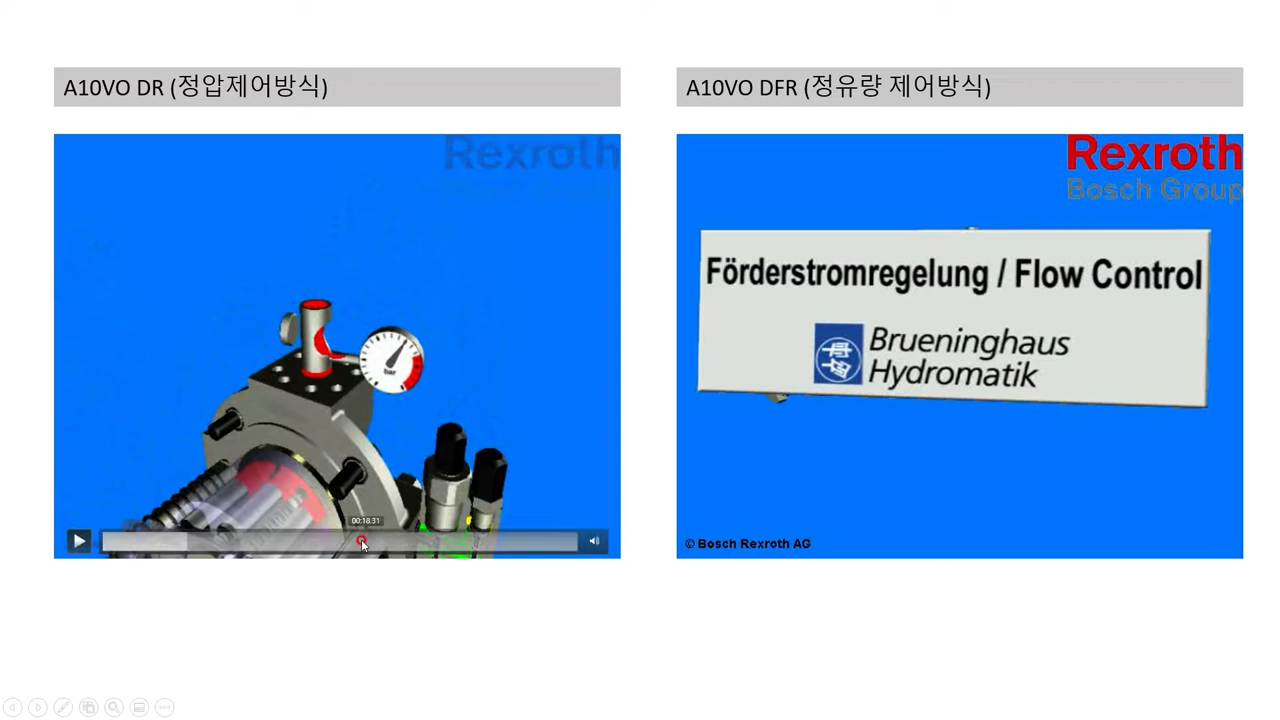 A10VO DR (정압제어방식)
Rexroth
bar
00:18.31
A10VO DFR (정유량 제어방식)
Rexroth
Bosch Group
Förderstromregelung / Flow Control
Brueninghaus
Hydromatik
© Bosch Rexroth AG